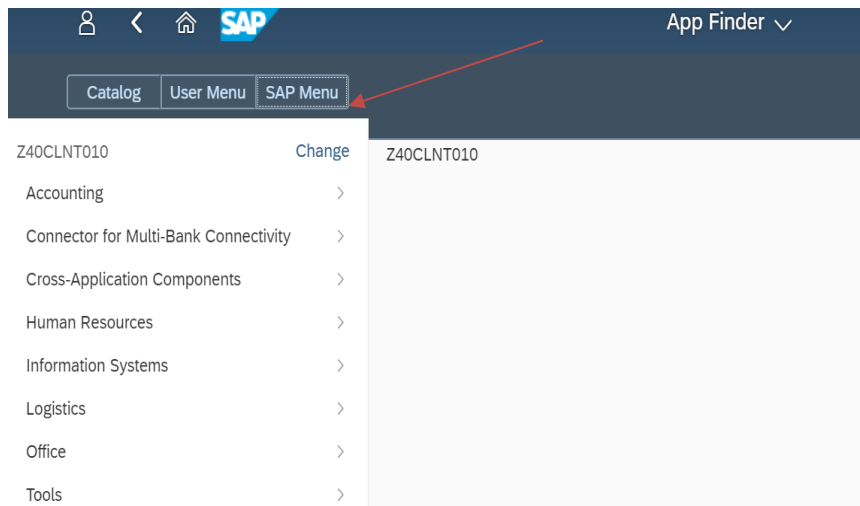 SAP App Finder
Catalog User Menu SAP Menu
Z40CLNT010 Change Z40CLNT010
Accounting
Connector for Multi-Bank Connectivity
Cross-Application Components
Human Resources
Information Systems
Logistics
Office
Tools